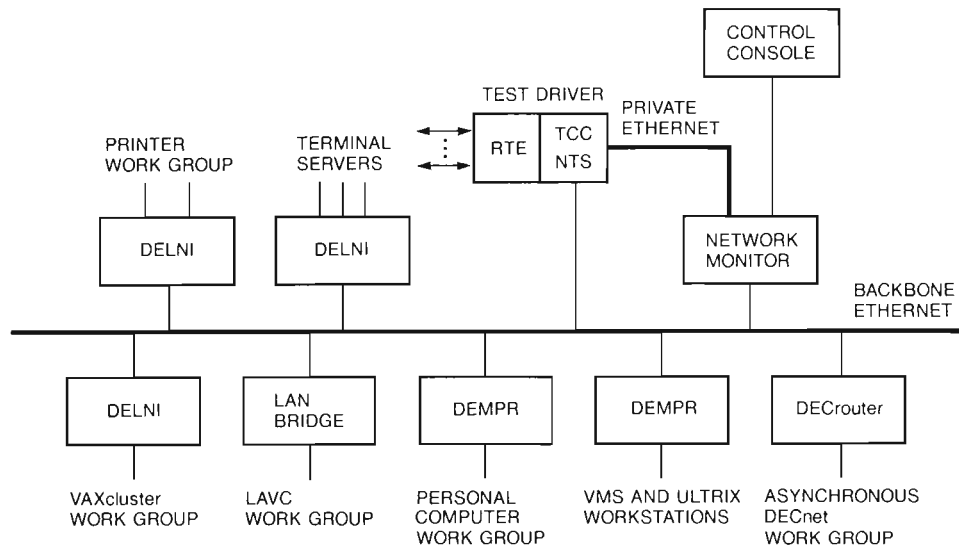 CONTROL
CONSOLE
TEST DRIVER
PRIVATE
ETHERNET
PRINTER
WORK GROUP
TERMINAL
SERVERS
RTE
TCC
NTS
DELNI
DELNI
NETWORK
MONITOR
BACKBONE
ETHERNET
DELNI
LAN
BRIDGE
DEMPR
DEMPR
DECrouter
VAXcluster
WORK GROUP
LAVC
WORK GROUP
PERSONAL
COMPUTER
WORK GROUP
VMS AND ULTRIX
WORKSTATIONS
ASYNCHRONOUS
DECnet
WORK GROUP